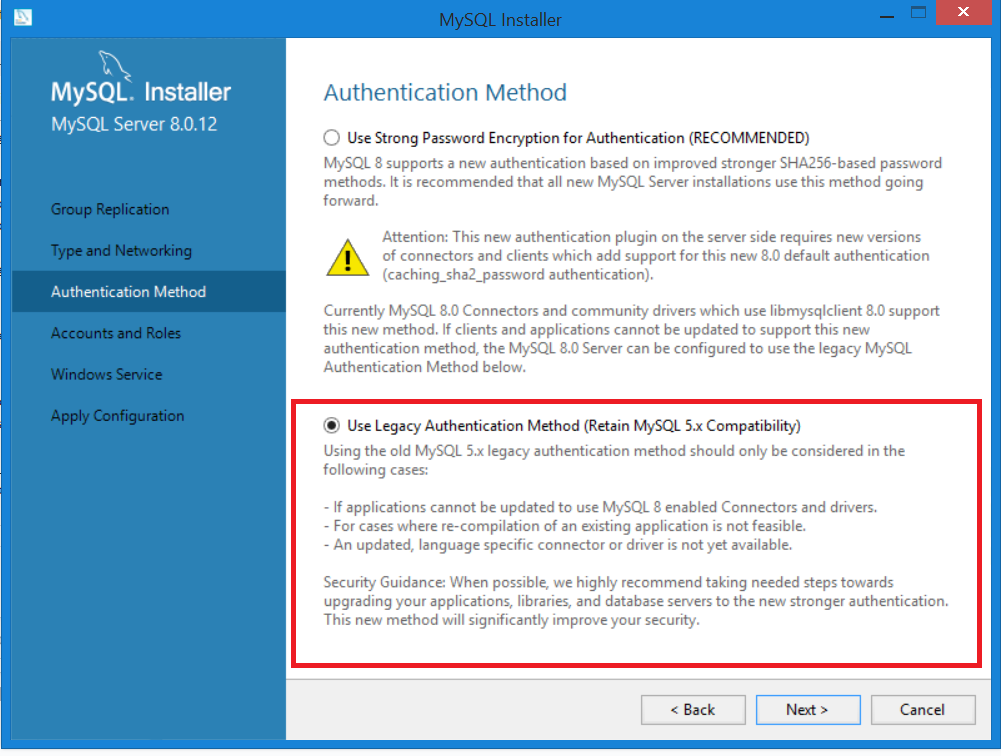 MySQL Installer
MySQL. Installer
MySQL Server 8.0.12
Group Replication
Type and Networking
Authentication Method
Accounts and Roles
Windows Service
Apply Configuration
Authentication Method
Use Strong Password Encryption for Authentication (RECOMMENDED)
MySQL 8 supports a new authentication based on improved stronger SHA256-based password
methods. It is recommended that all new MySQL Server installations use this method going
forward.
Attention: This new authentication plugin on the server side requires new versions
of connectors and clients which add support for this new 8.0 default authentication
(caching_sha2_password authentication).
Currently MySQL 8.0 Connectors and community drivers which use libmysqlclient 8.0 support
this new method. If clients and applications cannot be updated to support this new
authentication method, the MySQL 8.0 Server can be configured to use the legacy MySQL
Authentication Method below.
Use Legacy Authentication Method (Retain MySQL 5.x Compatibility)
Using the old MySQL 5.x legacy authentication method should only be considered in the
following cases:
- If applications cannot be updated to use MySQL 8 enabled Connectors and drivers.
- For cases where re-compilation of an existing application is not feasible.
- An updated, language specific connector or driver is not yet available.
Security Guidance: When possible, we highly recommend taking needed steps towards
upgrading your applications, libraries, and database servers to the new stronger authentication.
This new method will significantly improve your security.
< Back
Next >
Cancel